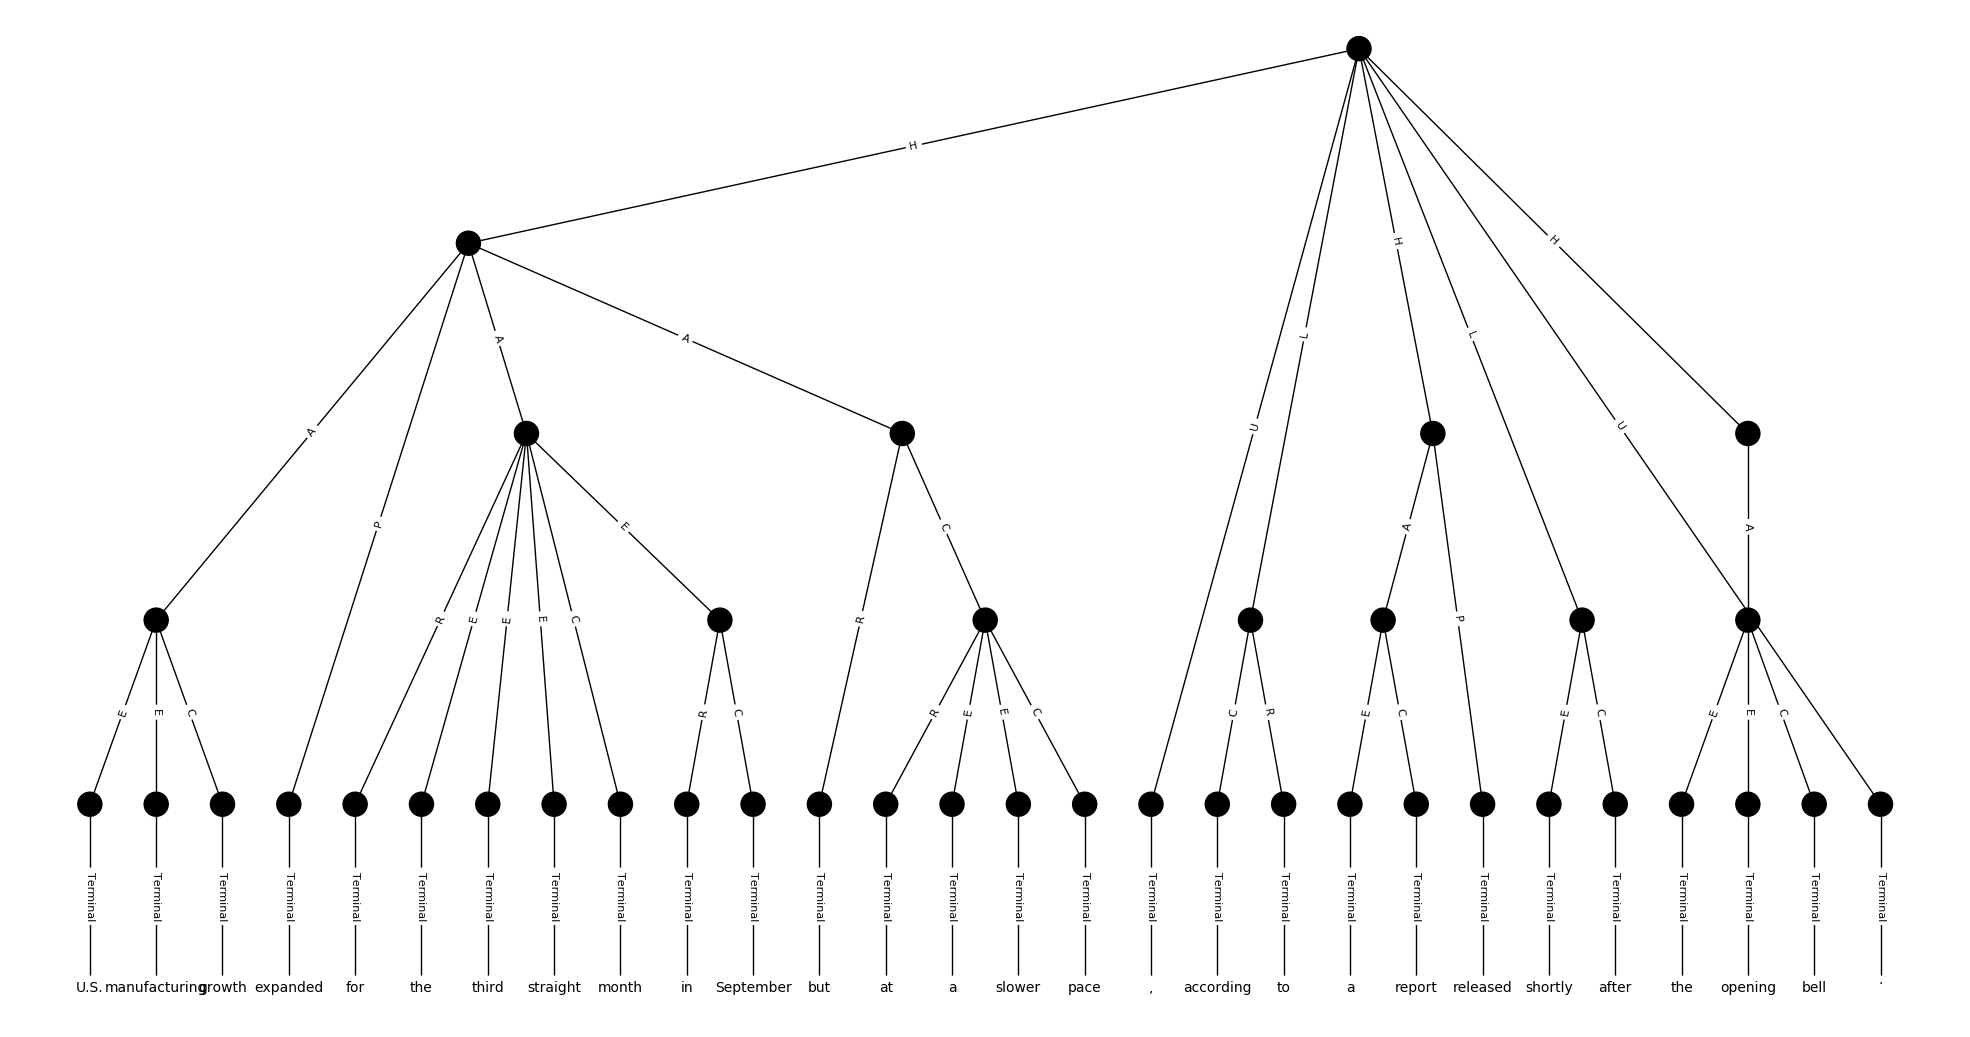 H
H L H
A A L
A U U
P C E A A
R E E E C R P
E E C R C R E E C C R E C E C E E C
Terminal Terminal Terminal Terminal Terminal Terminal Terminal Terminal Terminal Terminal Terminal Terminal Terminal Terminal Terminal Terminal Terminal Terminal Terminal Terminal Terminal Terminal Terminal Terminal Terminal Terminal Terminal Terminal
U.S. manufacturing growth expanded for the third straight month in September but at a slower pace , according to a report released shortly after the opening bell .